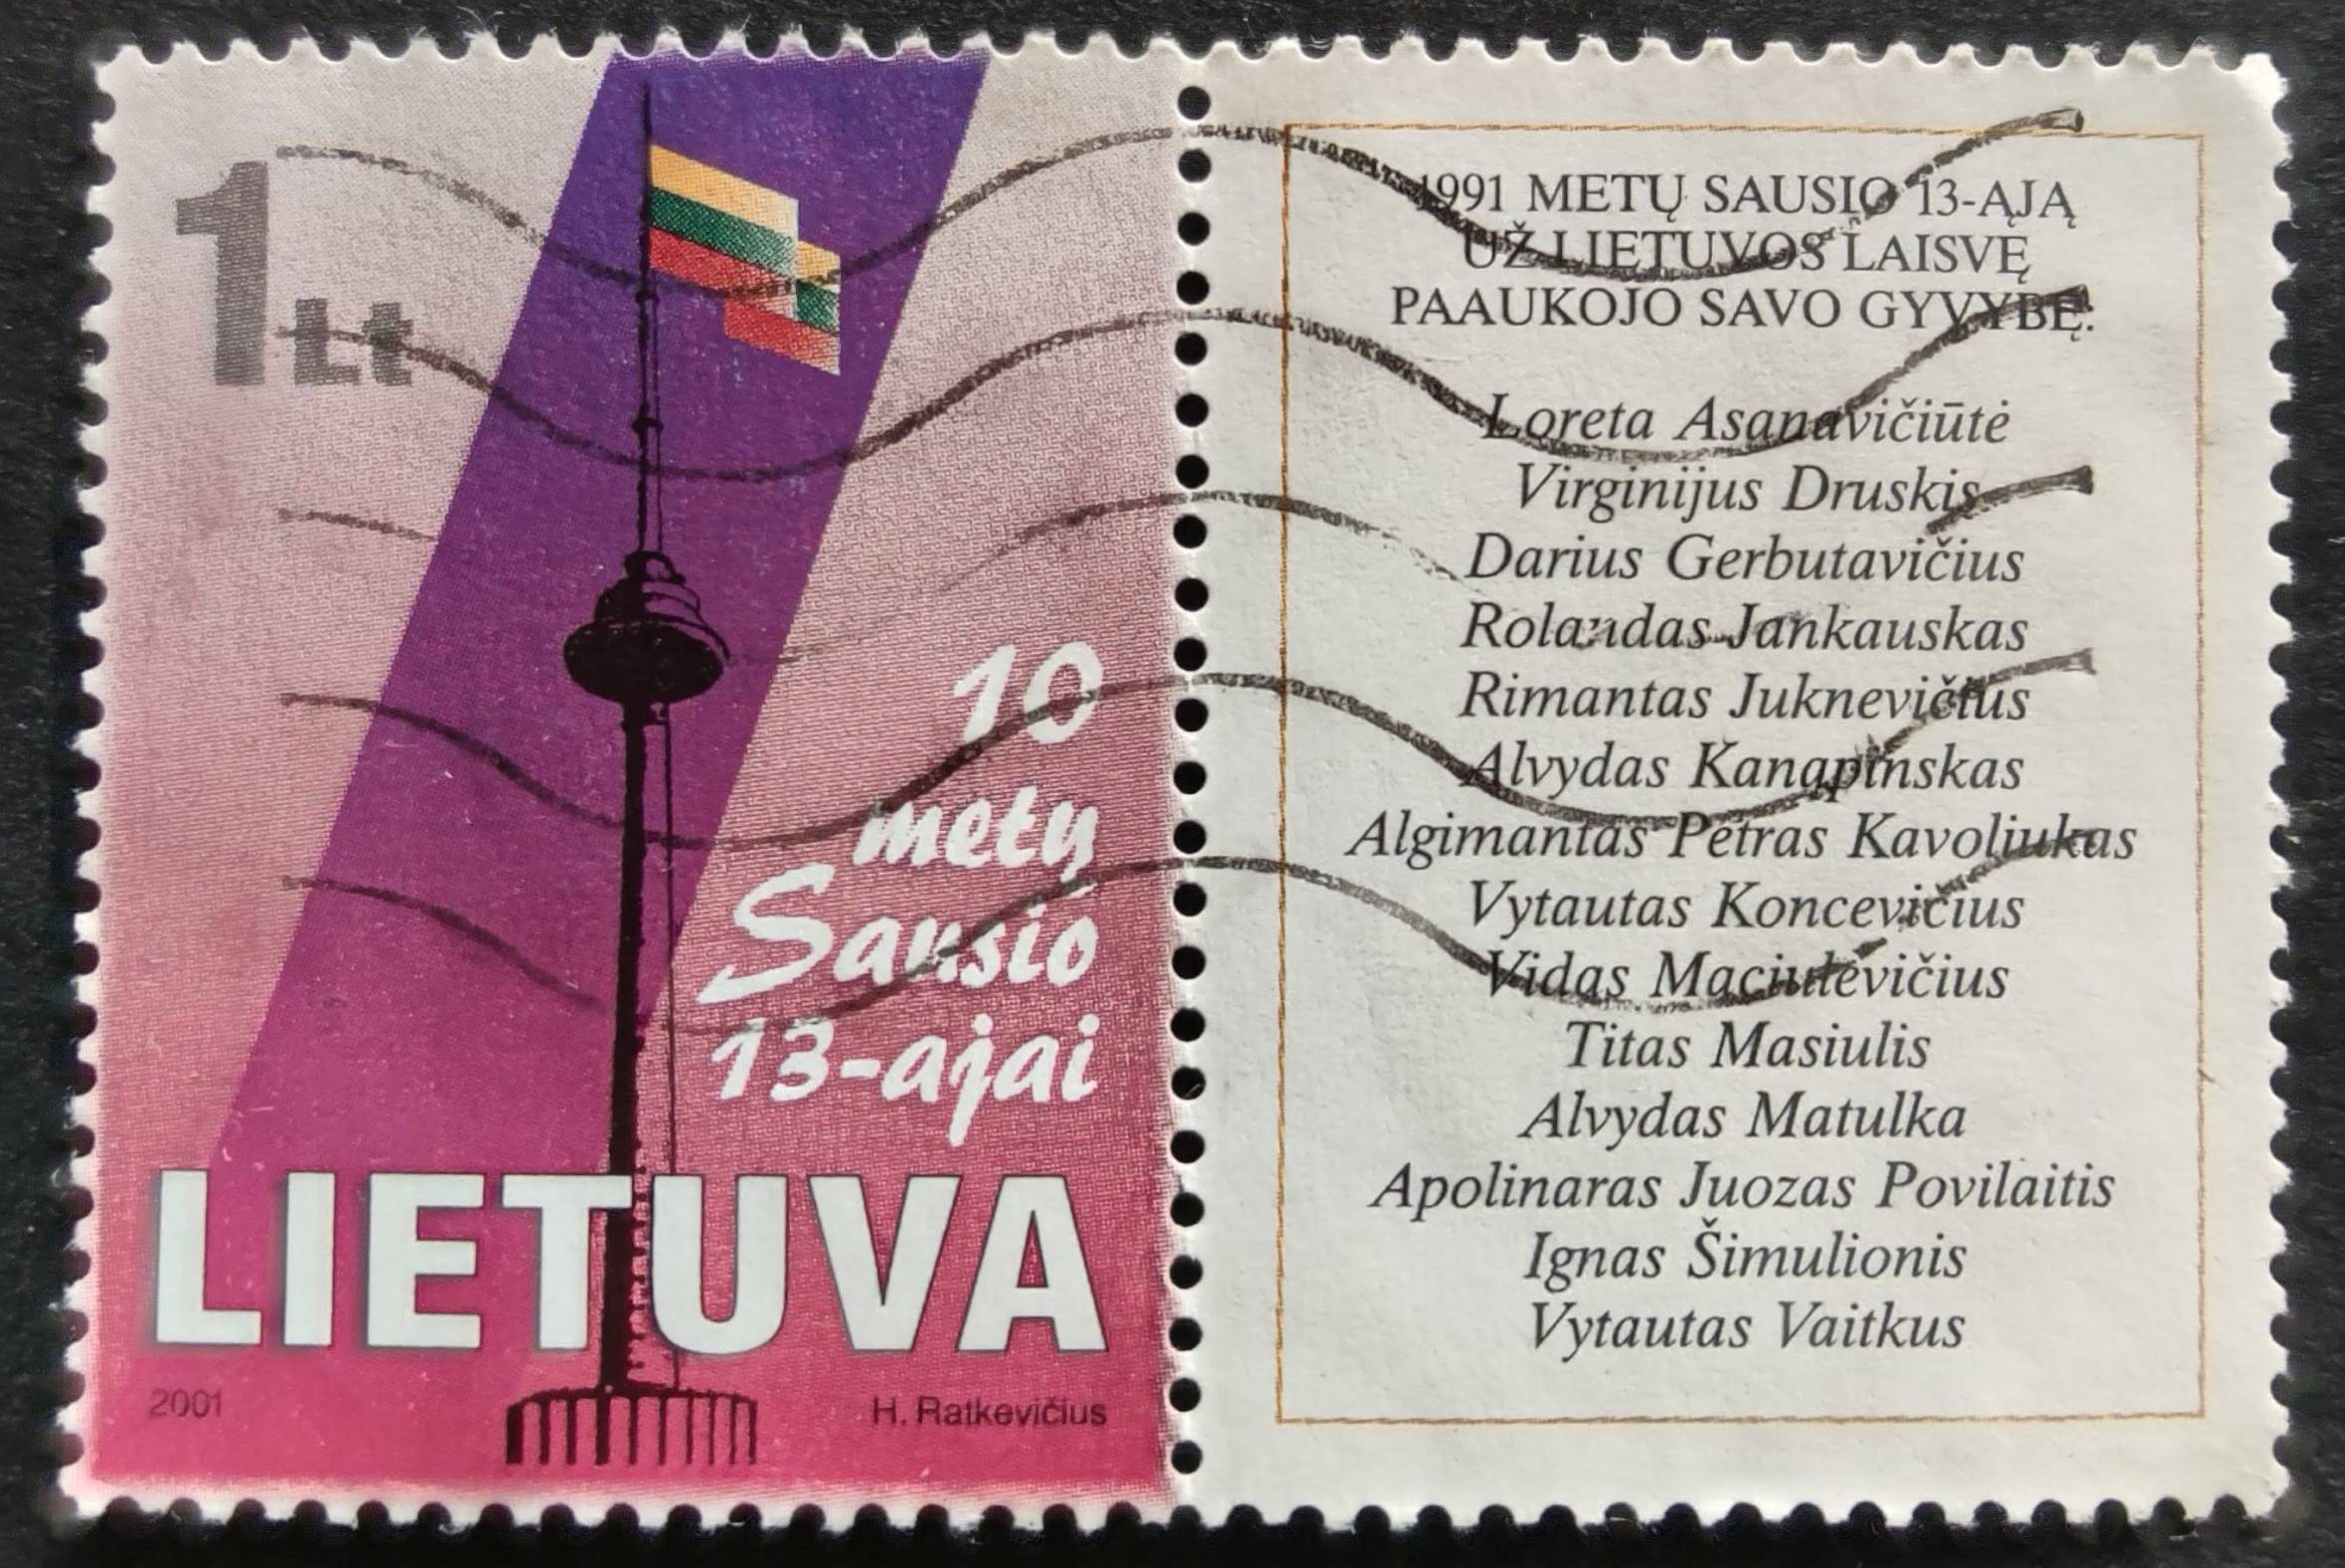 1Lt
10
metų
Sausio
13-ajai
LIETUVA
2001
H. Ratkevičius
1991 METŲ SAUSIO 13-ĄJĄ
UŽ LIETUVOS LAISVĘ
PAAUKOJO SAVO GYVYBĘ:
Loreta Asanavičiūtė
Virginijus Druskis
Darius Gerbutavičius
Rolandas Jankauskas
Rimantas Juknevičius
Alvydas Kanapinskas
Algimantas Petras Kavoliukas
Vytautas Koncevičius
Vidas Maciulevičius
Titas Masiulis
Alvydas Matulka
Apolinaras Juozas Povilaitis
Ignas Šimulionis
Vytautas Vaitkus